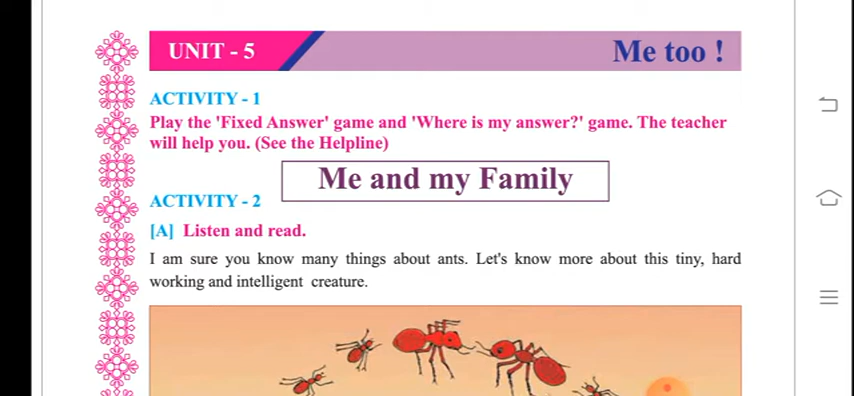 UNIT - 5
Me too !
ACTIVITY - 1
Play the 'Fixed Answer' game and 'Where is my answer?' game. The teacher
will help you. (See the Helpline)
Me and my Family
ACTIVITY - 2
[A] Listen and read.
I am sure you know many things about ants. Let's know more about this tiny, hard
working and intelligent creature.